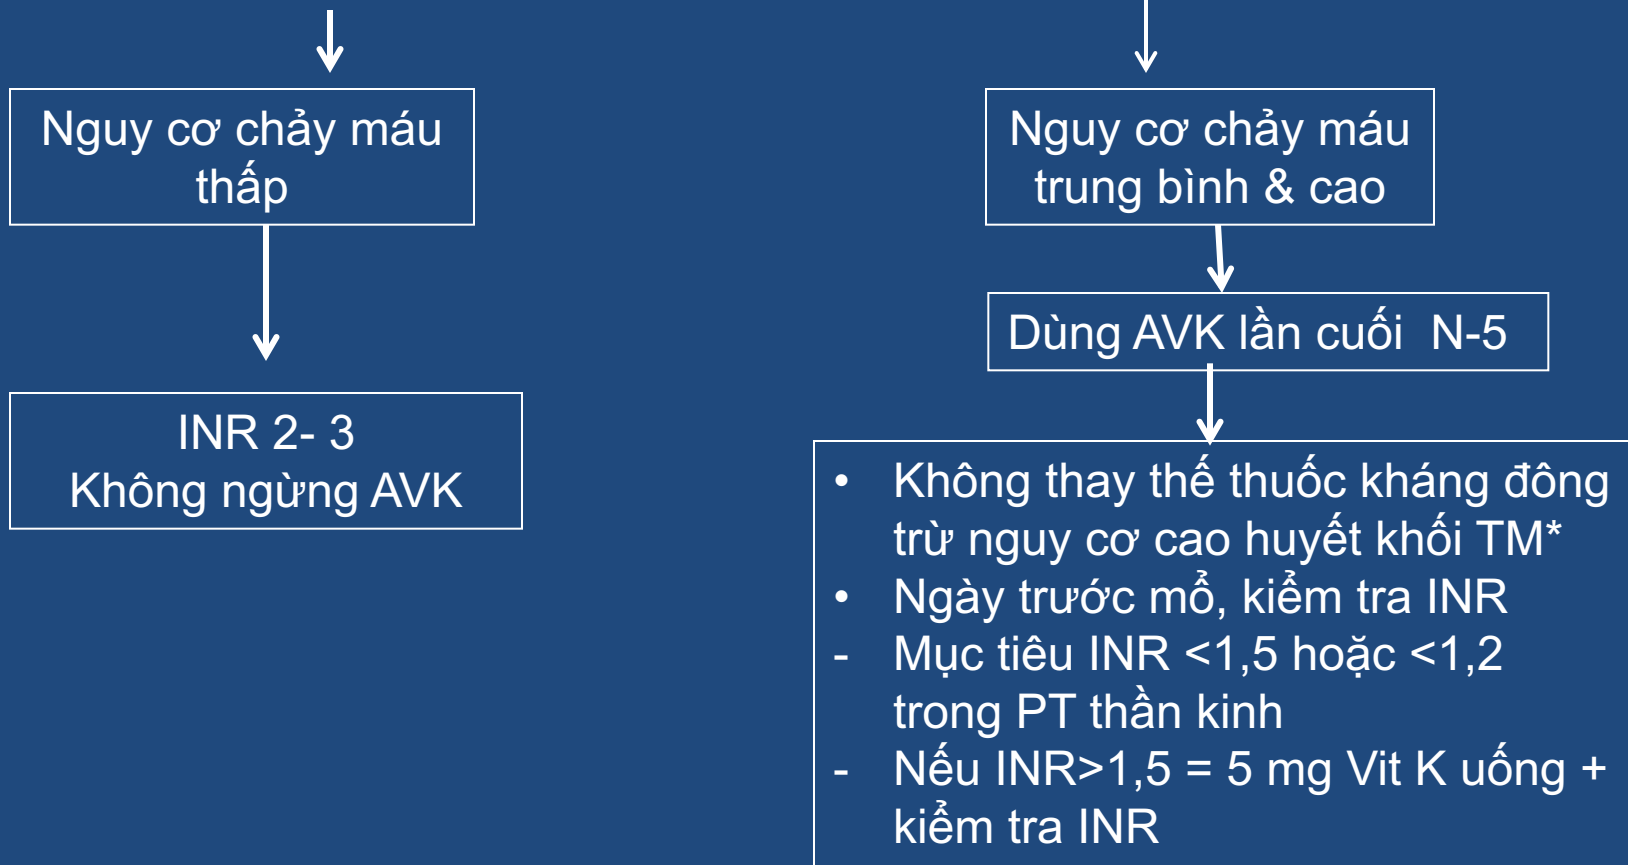 Nguy cơ chảy máu
thấp
INR 2- 3
Không ngừng AVK
Nguy cơ chảy máu
trung bình & cao
Dùng AVK lần cuối N-5
• Không thay thế thuốc kháng đông
trừ nguy cơ cao huyết khối TM*
• Ngày trước mổ, kiểm tra INR
- Mục tiêu INR <1,5 hoặc <1,2
trong PT thần kinh
- Nếu INR>1,5 = 5 mg Vit K uống +
kiểm tra INR